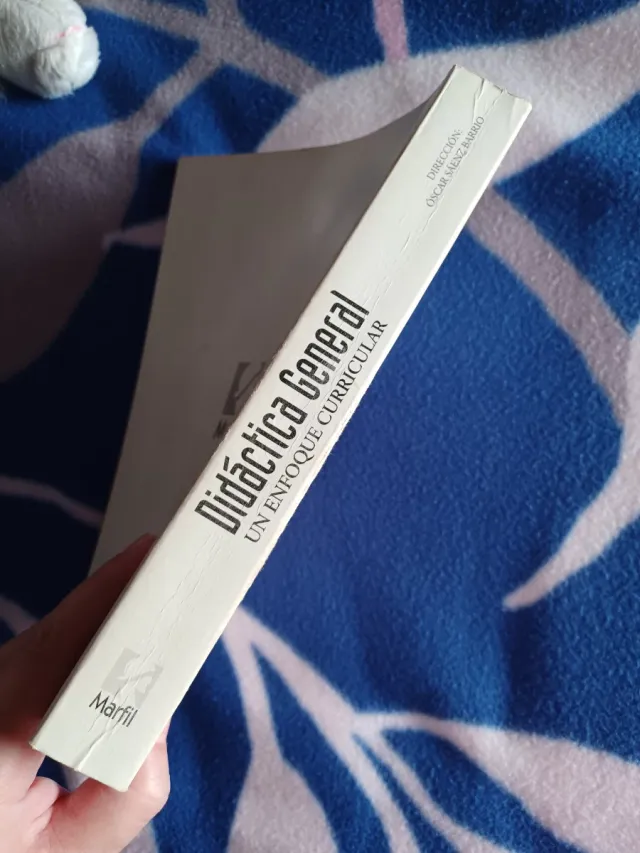 DIRECCIÓN:
ÓSCAR SÁENZ BARRIO
Didáctica General
UN ENFOQUE CURRICULAR
Marfil